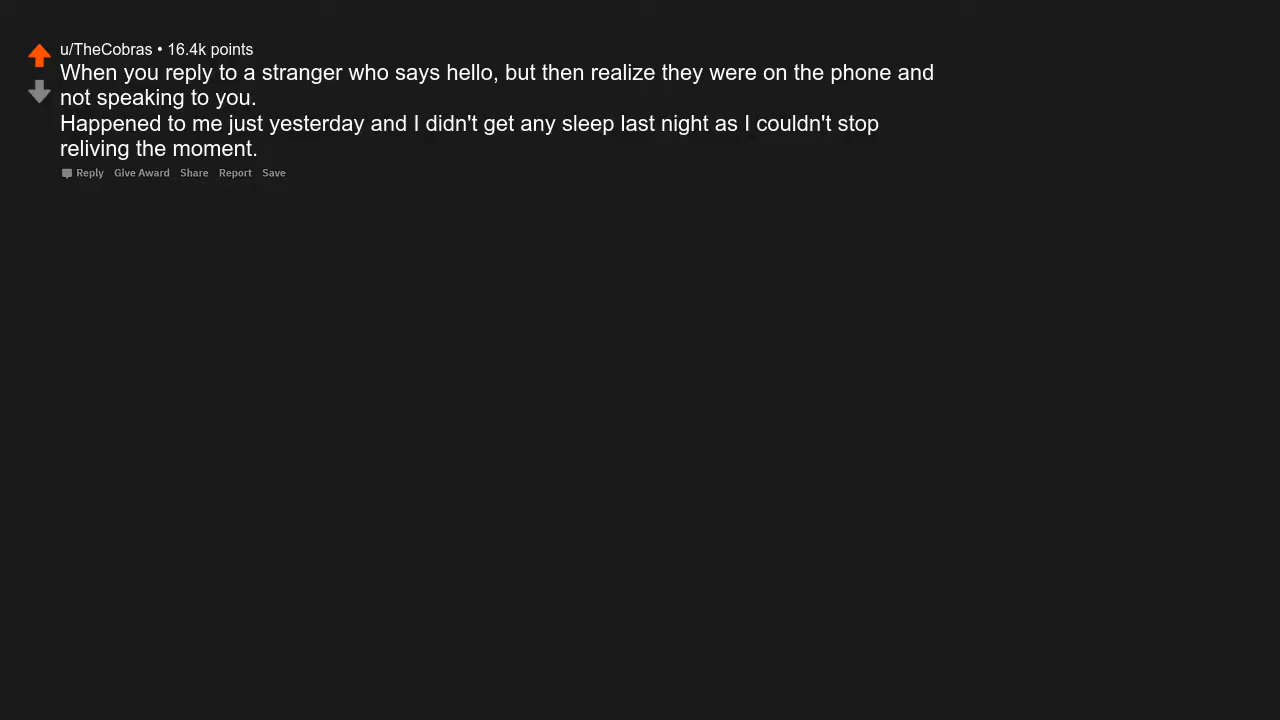 u/TheCobras • 16.4k points
When you reply to a stranger who says hello, but then realize they were on the phone and
not speaking to you.
Happened to me just yesterday and I didn't get any sleep last night as I couldn't stop
reliving the moment.
Reply Give Award Share Report Save